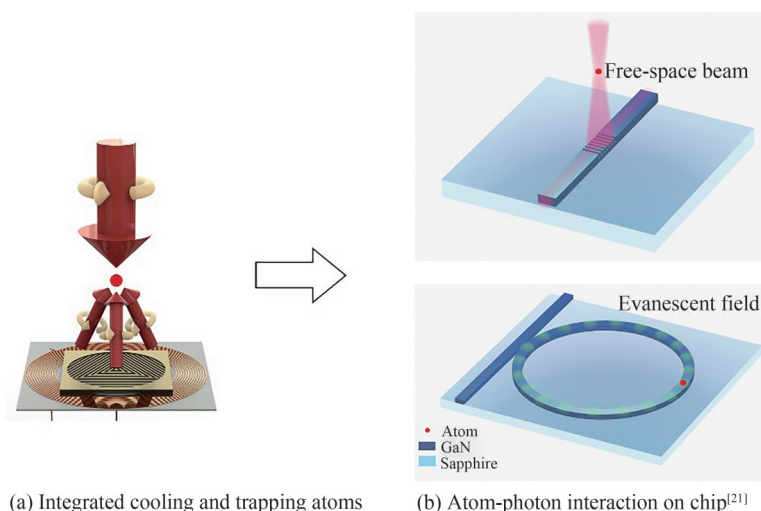 Free-space beam
Evanescent field
Atom
GaN
Sapphire
(a) Integrated cooling and trapping atoms
(b) Atom-photon interaction on chip[21]